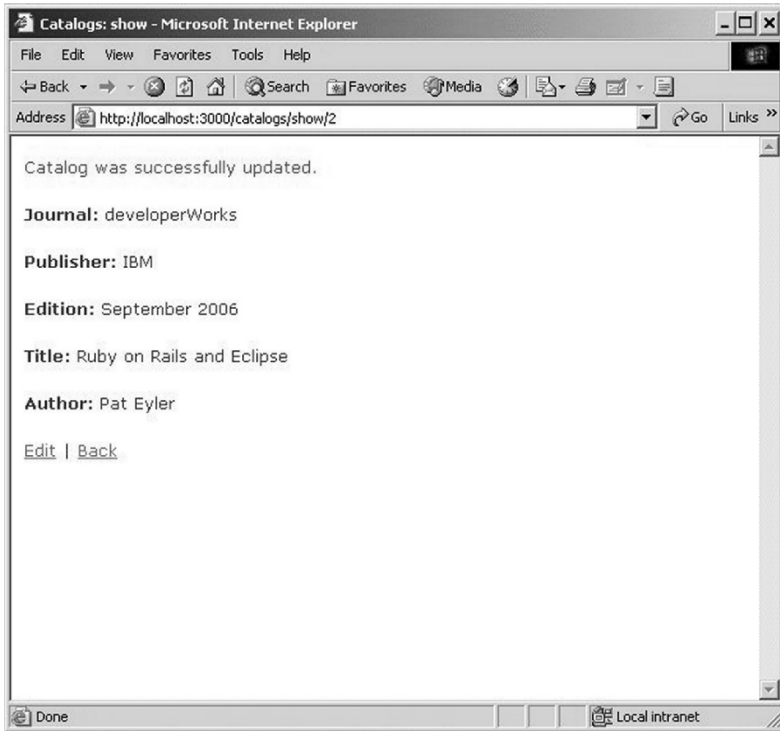 Catalogs: show - Microsoft Internet Explorer
File Edit View Favorites Tools Help
Back Search Favorites Media
Address http://localhost:3000/catalogs/show/2 Go Links »
Catalog was successfully updated.
Journal: developerWorks
Publisher: IBM
Edition: September 2006
Title: Ruby on Rails and Eclipse
Author: Pat Eyler
Edit | Back
Done Local intranet